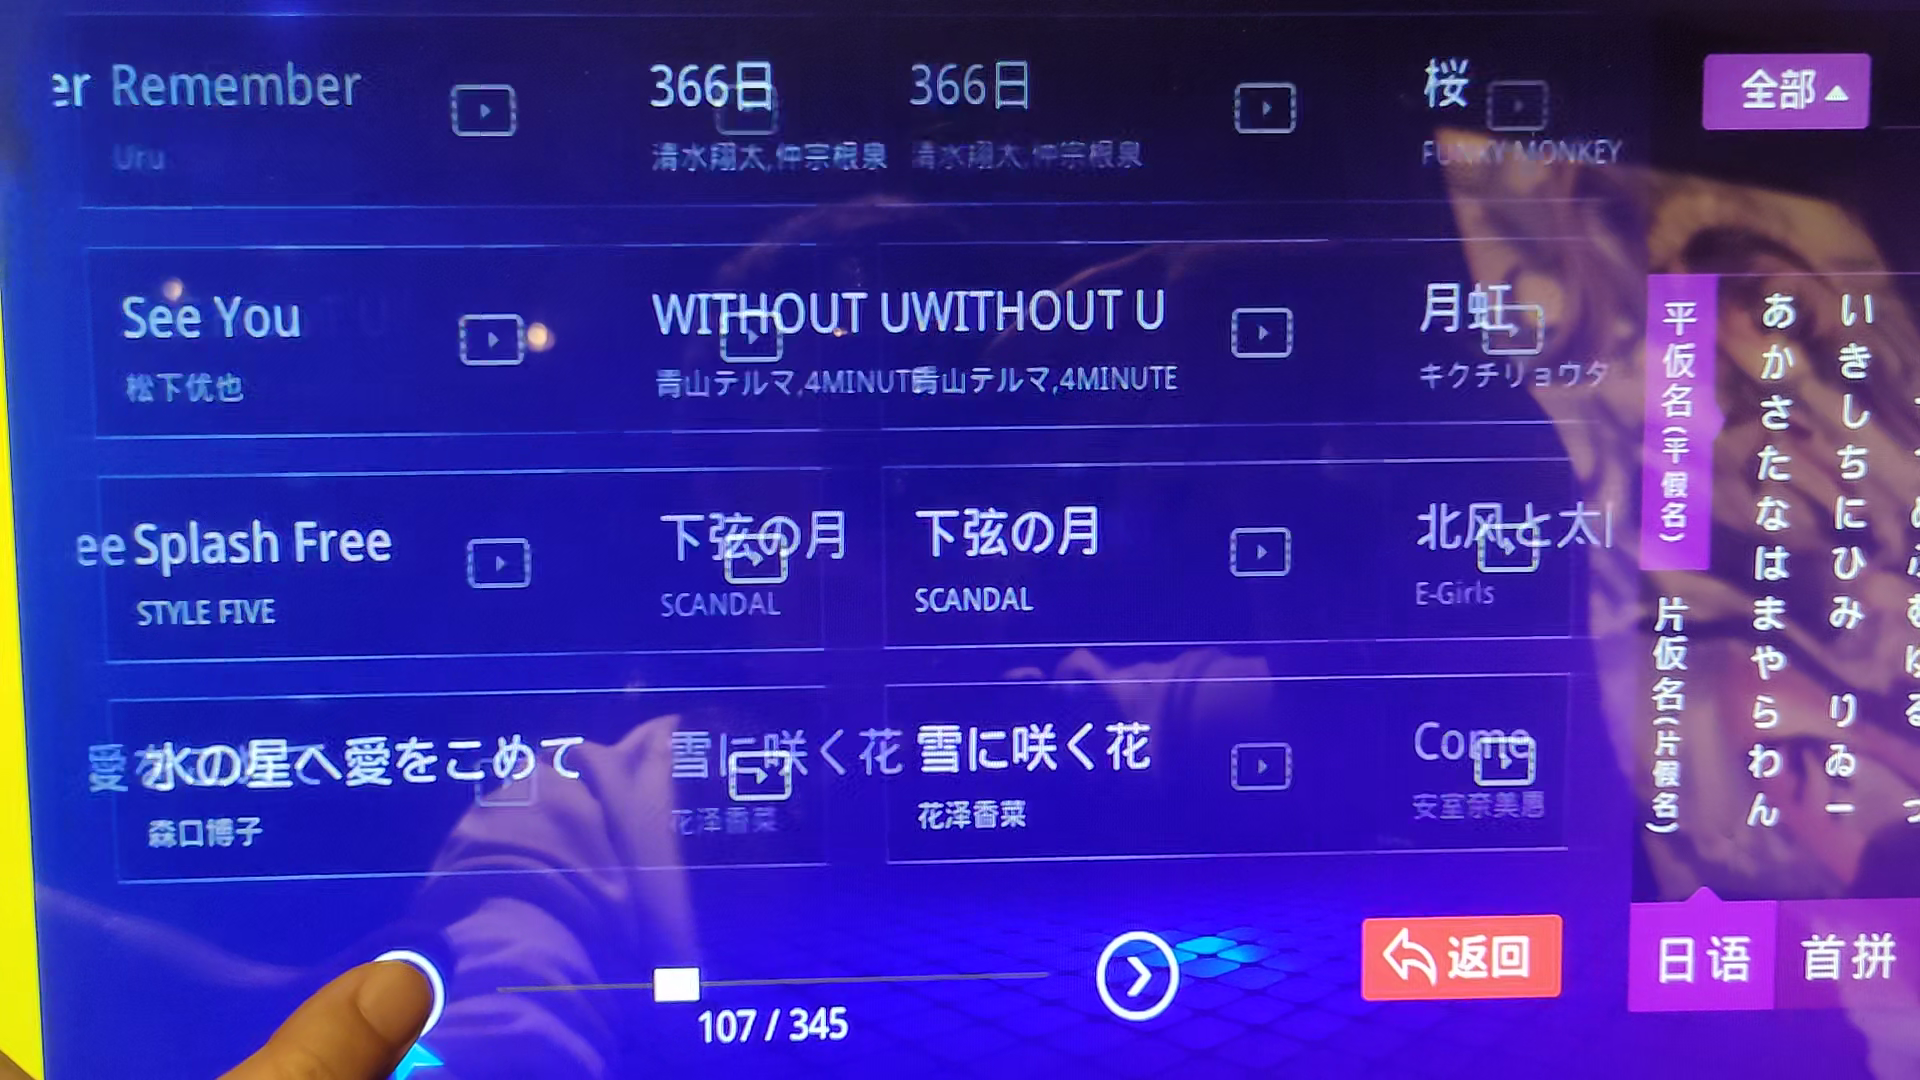 er Remember
Uru
366日
清水翔太,仲宗根泉
366日
清水翔太,仲宗根泉
桜
FUNKY MONKEY
全部
See You
松下优也
WITHOUT U
青山テルマ,4MINUT
WITHOUT U
青山テルマ,4MINUTE
月虹
キクチリョウタ
ee Splash Free
STYLE FIVE
下弦の月
SCANDAL
下弦の月
SCANDAL
北风と太
E-Girls
愛
水の星へ愛をこめて
森口博子
雪に咲く花
花泽香菜
雪に咲く花
花泽香菜
Come
安室奈美惠
平仮名(平假名)
片仮名(片假名)
あかさたなはまやらわん
いきしちにひみ りゐー
107 / 345
返回
日语
首拼